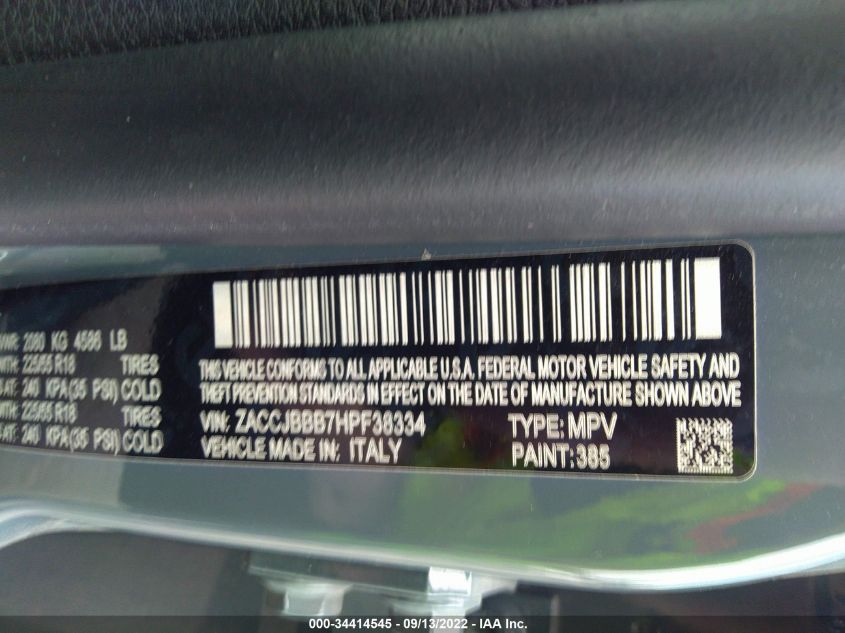 2080 KG 4586 LB
225/55 R18 TIRES
240 KPA(35 PSI) COLD
225/55 R18 TIRES
240 KPA(35 PSI) COLD
THIS VEHICLE CONFORMS TO ALL APPLICABLE U.S.A. FEDERAL MOTOR VEHICLE SAFETY AND
THEFT PREVENTION STANDARDS IN EFFECT ON THE DATE OF MANUFACTURE SHOWN ABOVE
VIN: ZACCJBBB7HPF38334 TYPE: MPV
VEHICLE MADE IN: ITALY PAINT: 385
000-34414545 - 09/13/2022 - IAA Inc.